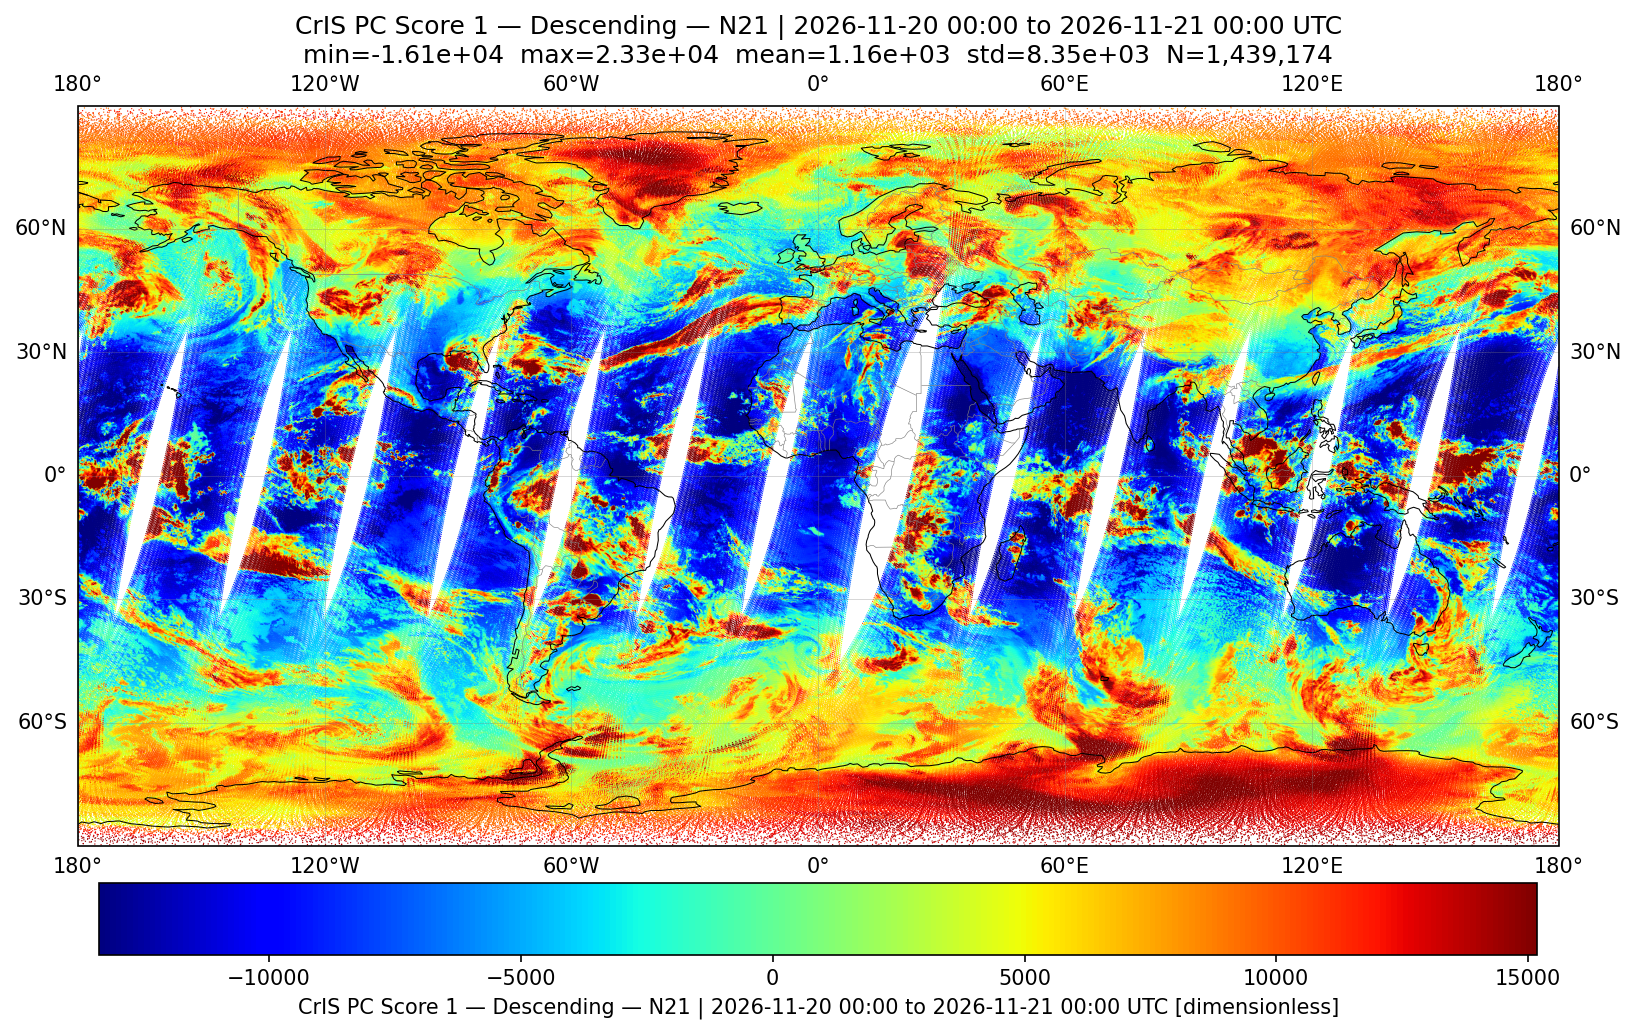 CrIS PC Score 1 — Descending — N21 | 2026-11-20 00:00 to 2026-11-21 00:00 UTC
min=-1.61e+04 max=2.33e+04 mean=1.16e+03 std=8.35e+03 N=1,439,174
180° 120°W 60°W 0° 60°E 120°E 180°
60°N 60°N
30°N 30°N
0° 0°
30°S 30°S
60°S 60°S
180° 120°W 60°W 0° 60°E 120°E 180°
−10000 −5000 0 5000 10000 15000
CrIS PC Score 1 — Descending — N21 | 2026-11-20 00:00 to 2026-11-21 00:00 UTC [dimensionless]